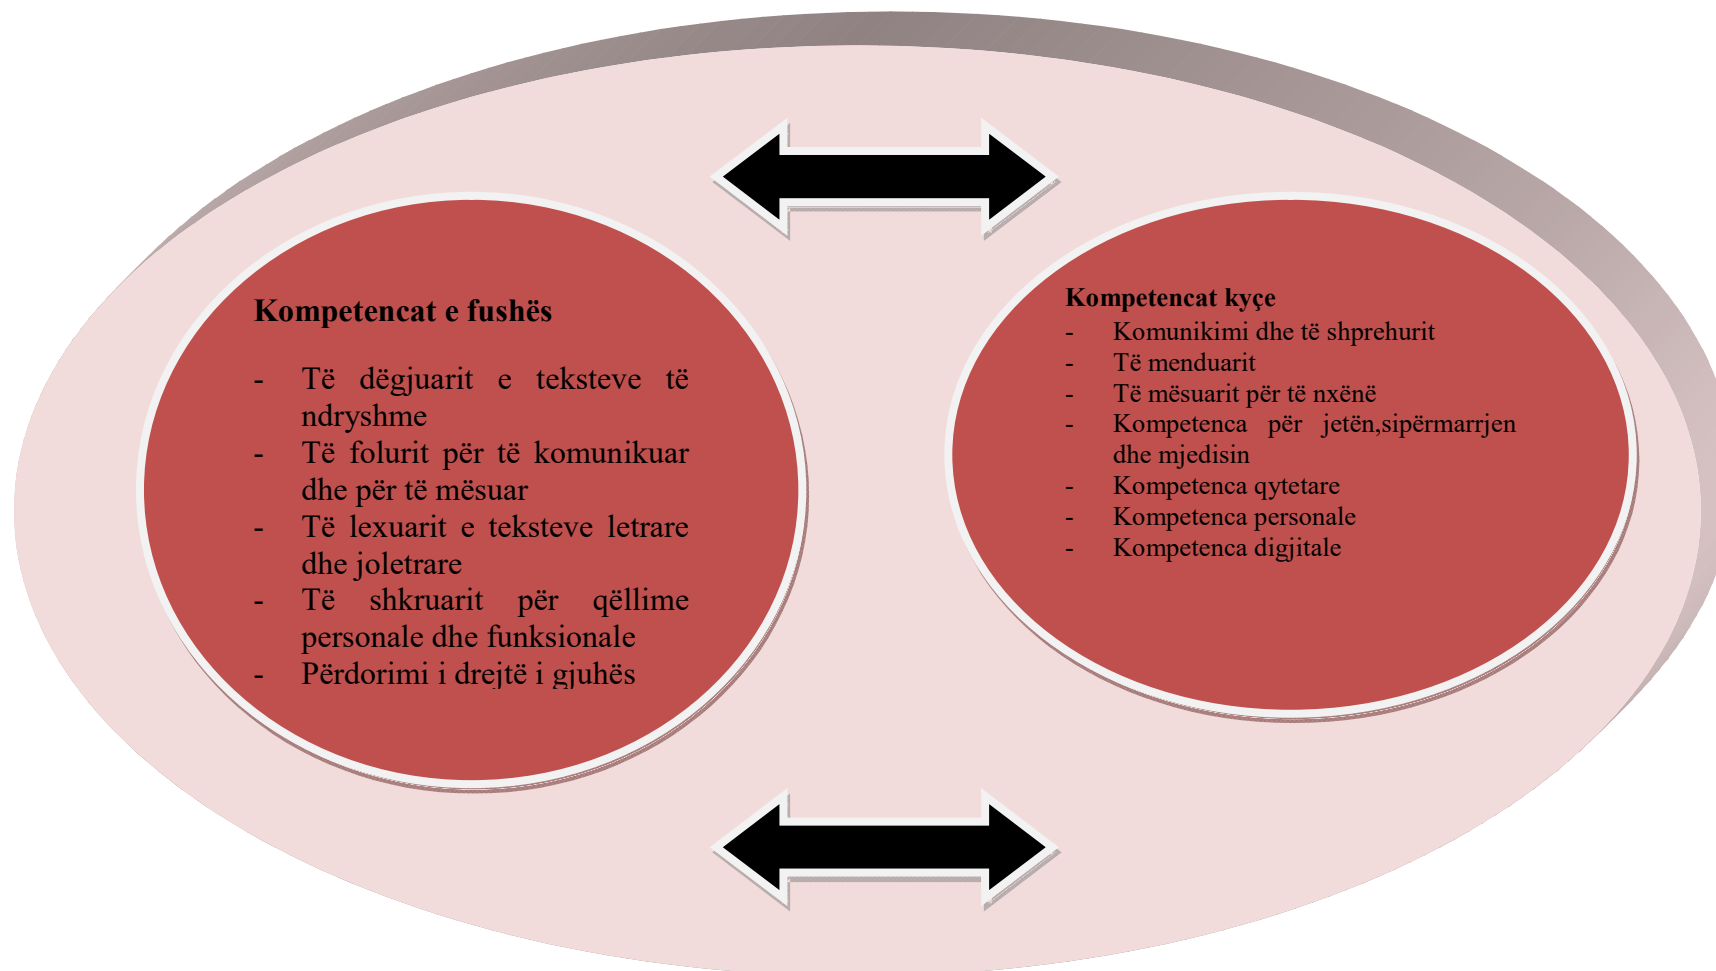 Kompetencat e fushës
- Të dëgjuarit e teksteve të
ndryshme
- Të folurit për të komunikuar
dhe për të mësuar
- Të lexuarit e teksteve letrare
dhe joletrare
- Të shkruarit për qëllime
personale dhe funksionale
- Përdorimi i drejtë i gjuhës
Kompetencat kyçe
- Komunikimi dhe të shprehurit
- Të menduarit
- Të mësuarit për të nxënë
- Kompetenca për jetën,sipërmarrjen
dhe mjedisin
- Kompetenca qytetare
- Kompetenca personale
- Kompetenca digjitale